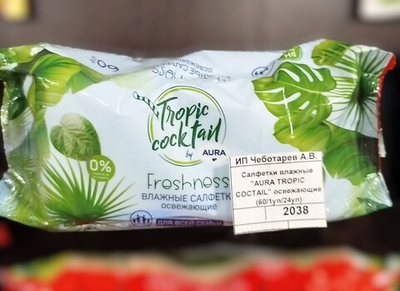 Tropic
cocktail
by AURA
0%
Freshness
ВЛАЖНЫЕ САЛФЕТКИ
освежающие
ДЛЯ ВСЕЙ СЕМЬИ
ИП Чеботарев А.В.
Салфетки влажные
"AURA TROPIC
COCTAIL" освежающие
(60/1уп/24уп)
2038
60